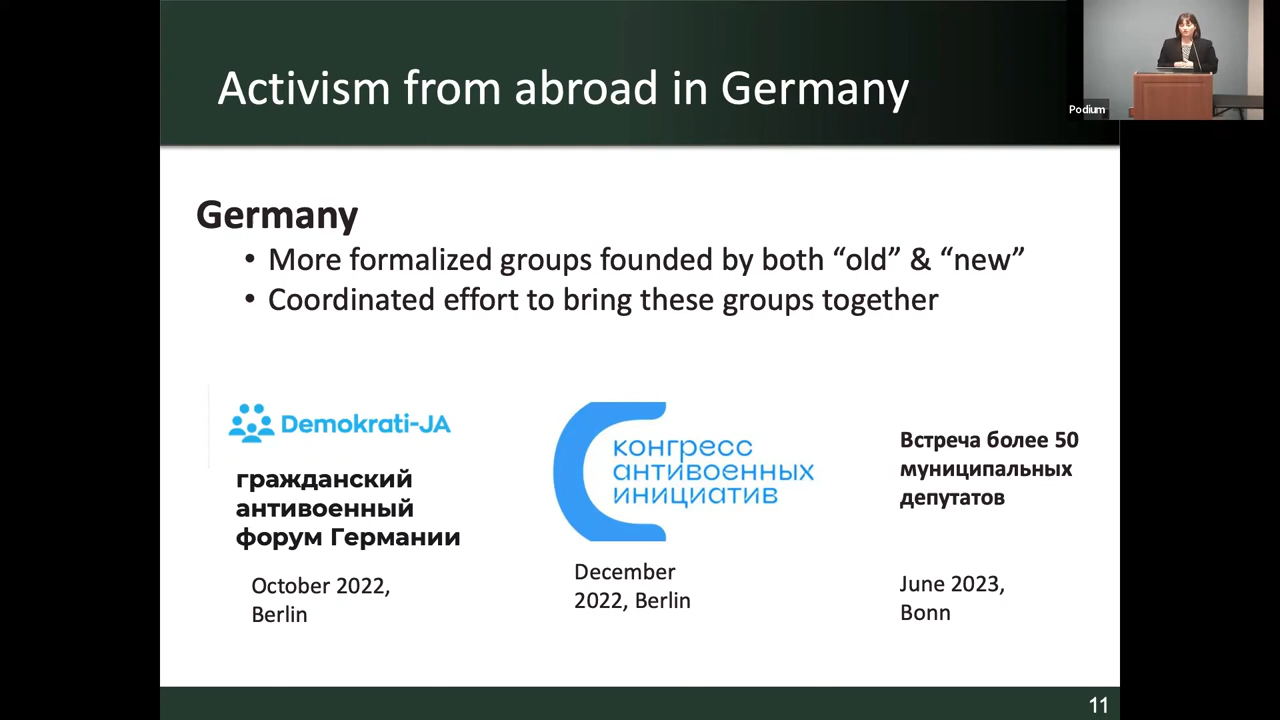 Activism from abroad in Germany
Podium
Germany
• More formalized groups founded by both “old” & “new”
• Coordinated effort to bring these groups together
Demokrati-JA
гражданский
антивоенный
форум Германии
October 2022,
Berlin
конгресс
антивоенных
инициатив
December
2022, Berlin
Встреча более 50
муниципальных
депутатов
June 2023,
Bonn
11